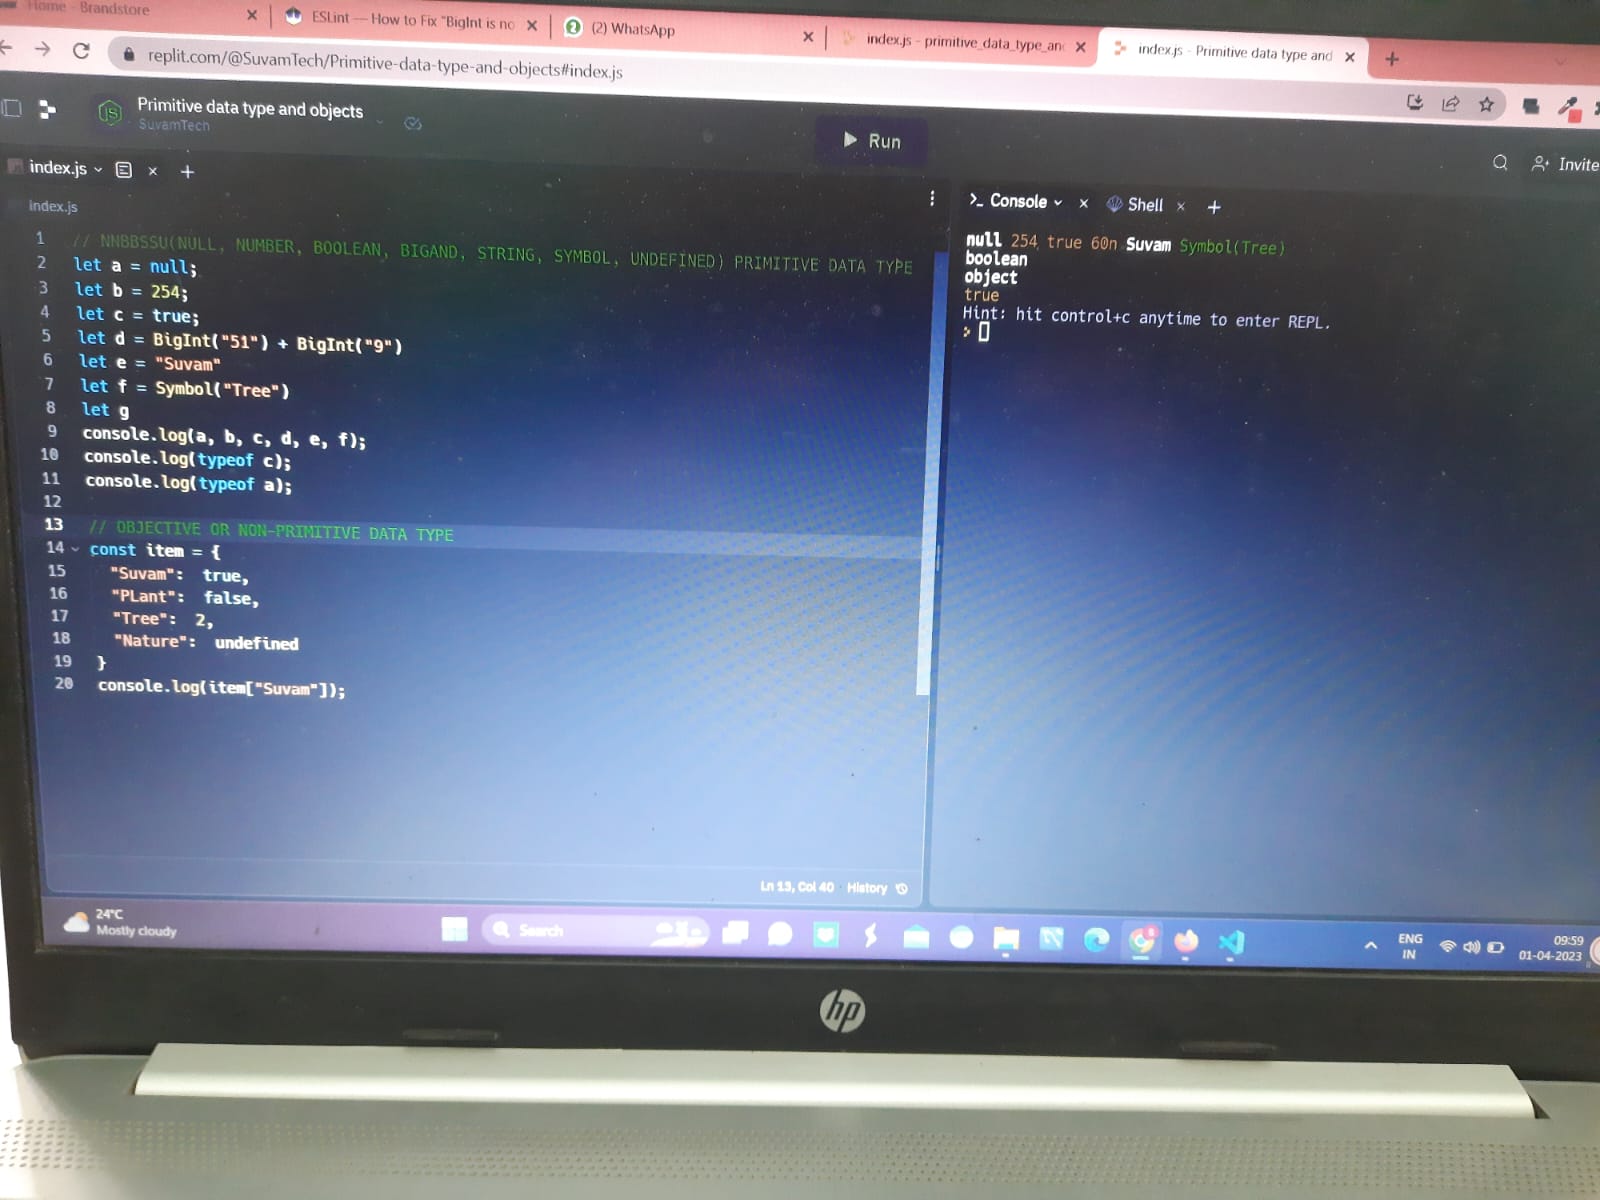 Home - Brandstore
ESLint — How to Fix "BigInt is no
(2) WhatsApp
index.js - primitive_data_type_an
index.js - Primitive data type and
replit.com/@SuvamTech/Primitive-data-type-and-objects#index.js
Primitive data type and objects
SuvamTech
Run
Invite
index.js
index.js
1 // NNBBSSU(NULL, NUMBER, BOOLEAN, BIGAND, STRING, SYMBOL, UNDEFINED) PRIMITIVE DATA TYPE
2 let a = null;
3 let b = 254;
4 let c = true;
5 let d = BigInt("51") + BigInt("9")
6 let e = "Suvam"
7 let f = Symbol("Tree")
8 let g
9 console.log(a, b, c, d, e, f);
10 console.log(typeof c);
11 console.log(typeof a);
12
13 // OBJECTIVE OR NON-PRIMITIVE DATA TYPE
14 const item = {
15 "Suvam": true,
16 "PLant": false,
17 "Tree": 2,
18 "Nature": undefined
19 }
20 console.log(item["Suvam"]);
Ln 13, Col 40 History
>_ Console
Shell
null 254 true 60n Suvam Symbol(Tree)
boolean
object
true
Hint: hit control+c anytime to enter REPL.
>
24°C
Mostly cloudy
Search
ENG
IN
09:59
01-04-2023
hp